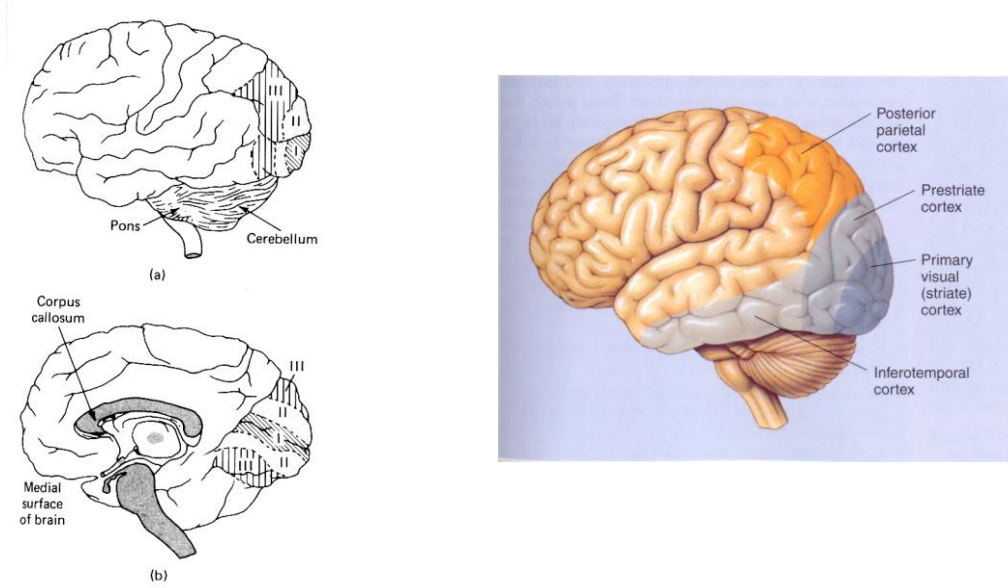 III
II
I
Pons
Cerebellum
(a)
Corpus
callosum
III
II
I
III
II
Medial
surface
of brain
(b)
Posterior
parietal
cortex
Prestriate
cortex
Primary
visual
(striate)
cortex
Inferotemporal
cortex